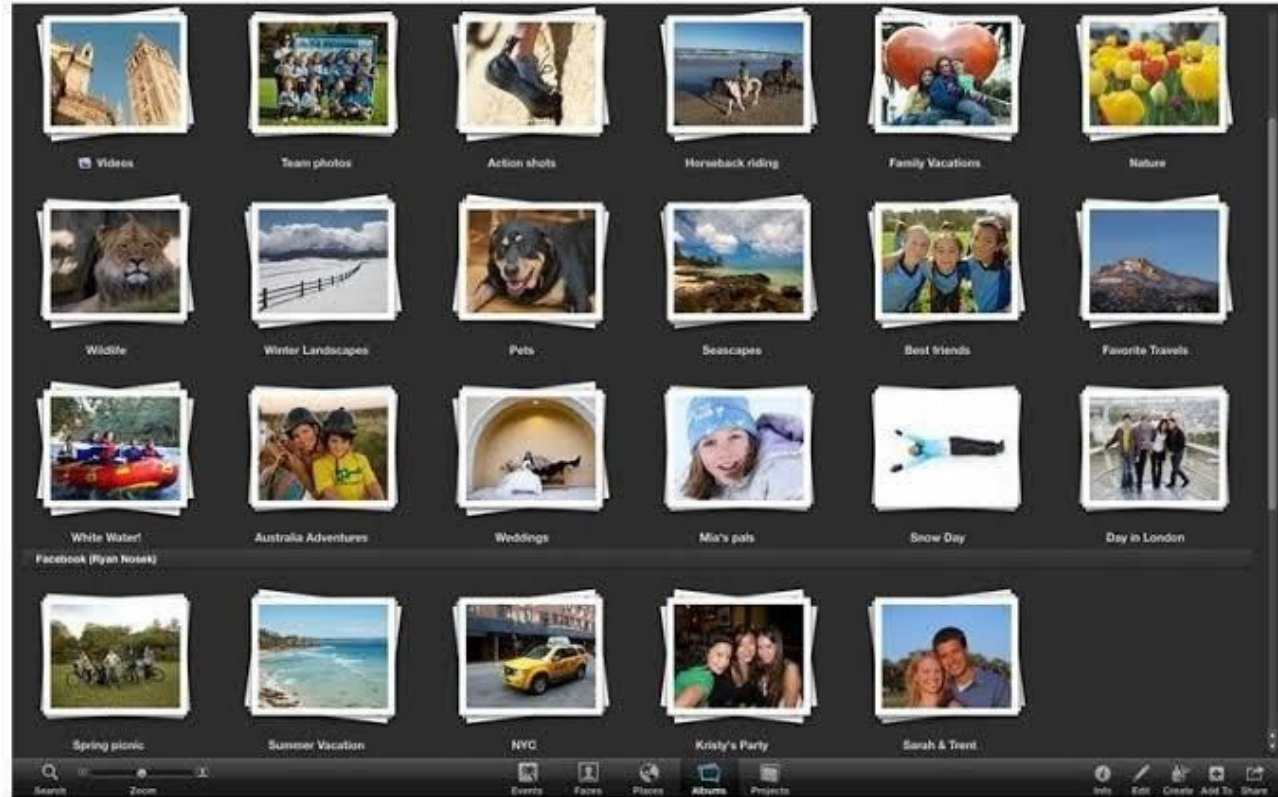 Videos
Team photos
Action shots
Horseback riding
Family Vacations
Nature
Wildlife
Winter Landscapes
Pets
Seascapes
Best friends
Favorite Travels
White Water!
Australia Adventures
Weddings
Mia's pals
Snow Day
Day in London
Facebook (Ryan Nosek)
Spring picnic
Summer Vacation
NYC
Kristy's Party
Sarah & Trent
Search
Zoom
Events
Faces
Places
Albums
Projects
Info
Edit
Create
Add To
Share